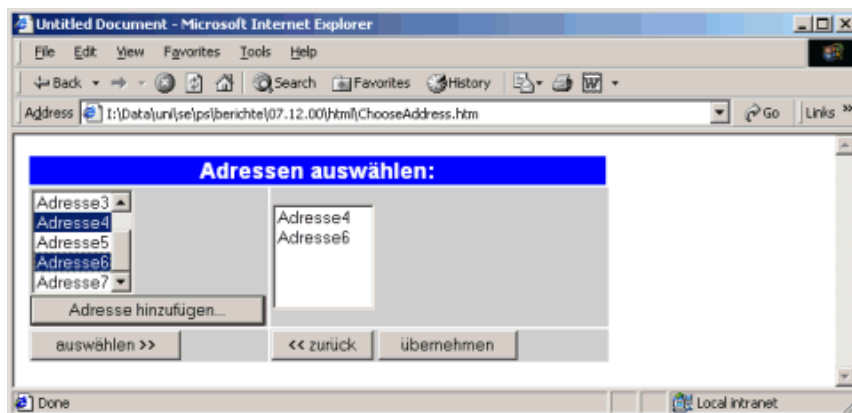 Untitled Document - Microsoft Internet Explorer
File Edit View Favorites Tools Help
Back Search Favorites History
Address I:\Data\uni\se\ps\berichte\07.12.00\html\ChooseAddress.htm Go Links »
Adressen auswählen:
Adresse3
Adresse4
Adresse5
Adresse6
Adresse7
Adresse4
Adresse6
Adresse hinzufügen...
auswählen >> << zurück übernehmen
Done Local intranet